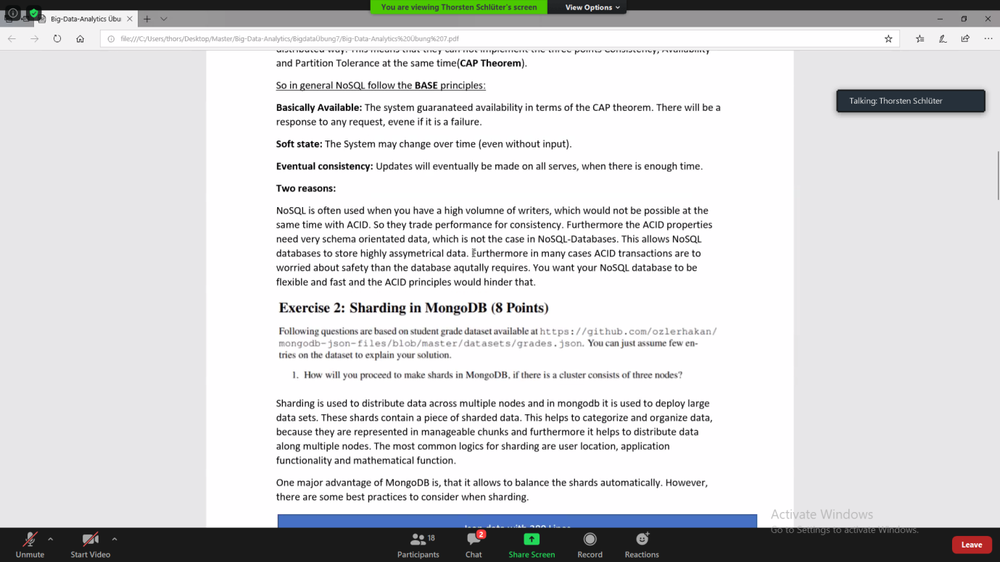 You are viewing Thorsten Schlüter's screen
View Options
Big-Data-Analytics Übu
file:///C:/Users/thors/Desktop/Master/Big-Data-Analytics/BigdataÜbung7/Big-Data-Analytics%20Übung%207.pdf
Talking: Thorsten Schlüter
distributed way. This means that they can not implement the three points Consistency, Availability
and Partition Tolerance at the same time(CAP Theorem).
So in general NoSQL follow the BASE principles:
Basically Available: The system guaranateed availability in terms of the CAP theorem. There will be a
response to any request, evene if it is a failure.
Soft state: The System may change over time (even without input).
Eventual consistency: Updates will eventually be made on all serves, when there is enough time.
Two reasons:
NoSQL is often used when you have a high volumne of writers, which would not be possible at the
same time with ACID. So they trade performance for consistency. Furthermore the ACID properties
need very schema orientated data, which is not the case in NoSQL-Databases. This allows NoSQL
databases to store highly assymetrical data. Furthermore in many cases ACID transactions are to
worried about safety than the database aqutally requires. You want your NoSQL database to be
flexible and fast and the ACID principles would hinder that.
Exercise 2: Sharding in MongoDB (8 Points)
Following questions are based on student grade dataset available at https://github.com/ozlerhakan/
mongodb-json-files/blob/master/datasets/grades.json. You can just assume few en-
tries on the dataset to explain your solution.
1. How will you proceed to make shards in MongoDB, if there is a cluster consists of three nodes?
Sharding is used to distribute data across multiple nodes and in mongodb it is used to deploy large
data sets. These shards contain a piece of sharded data. This helps to categorize and organize data,
because they are represented in manageable chunks and furthermore it helps to distribute data
along multiple nodes. The most common logics for sharding are user location, application
functionality and mathematical function.
One major advantage of MongoDB is, that it allows to balance the shards automatically. However,
there are some best practices to consider when sharding.
Json data with 280 Lines
Activate Windows
Go to Settings to activate Windows.
Unmute
Start Video
18
Participants
2
Chat
Share Screen
Record
Reactions
Leave